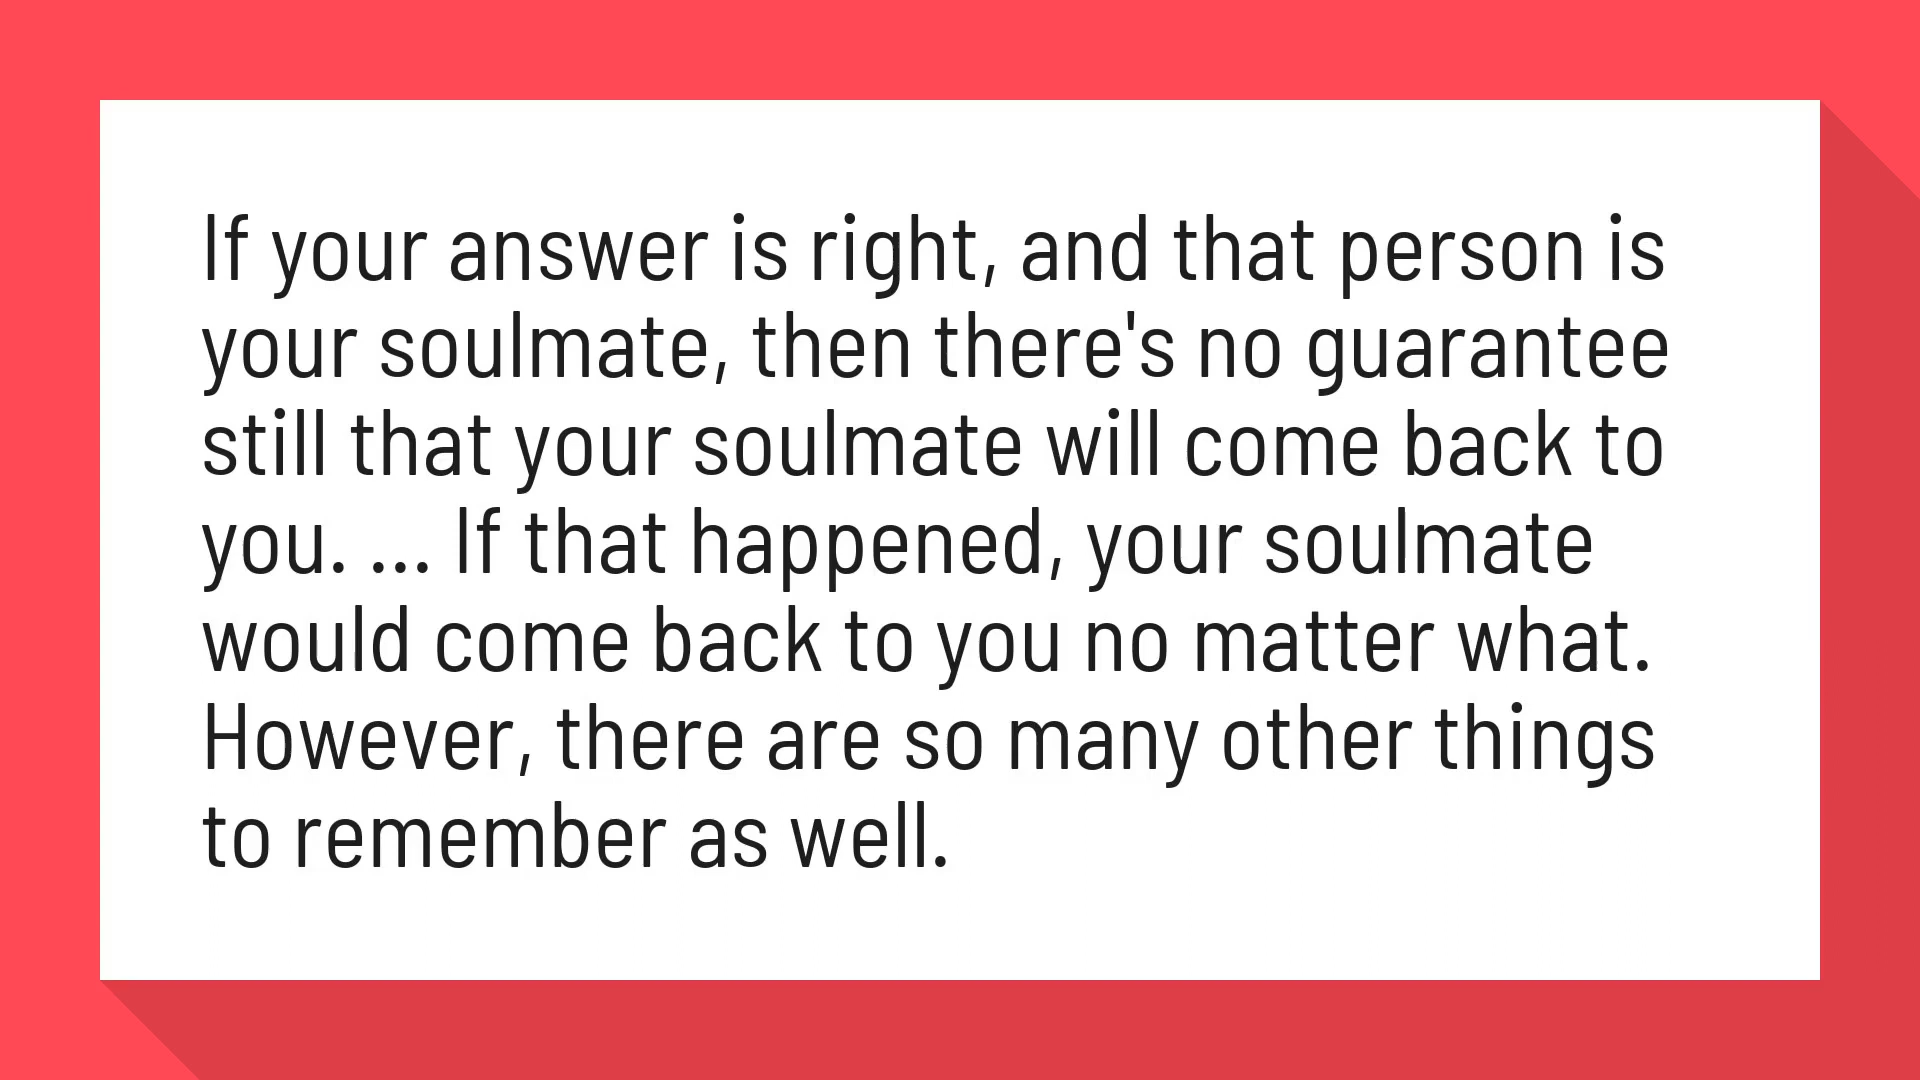 If your answer is right, and that person is
your soulmate, then there's no guarantee
still that your soulmate will come back to
you. ... If that happened, your soulmate
would come back to you no matter what.
However, there are so many other things
to remember as well.